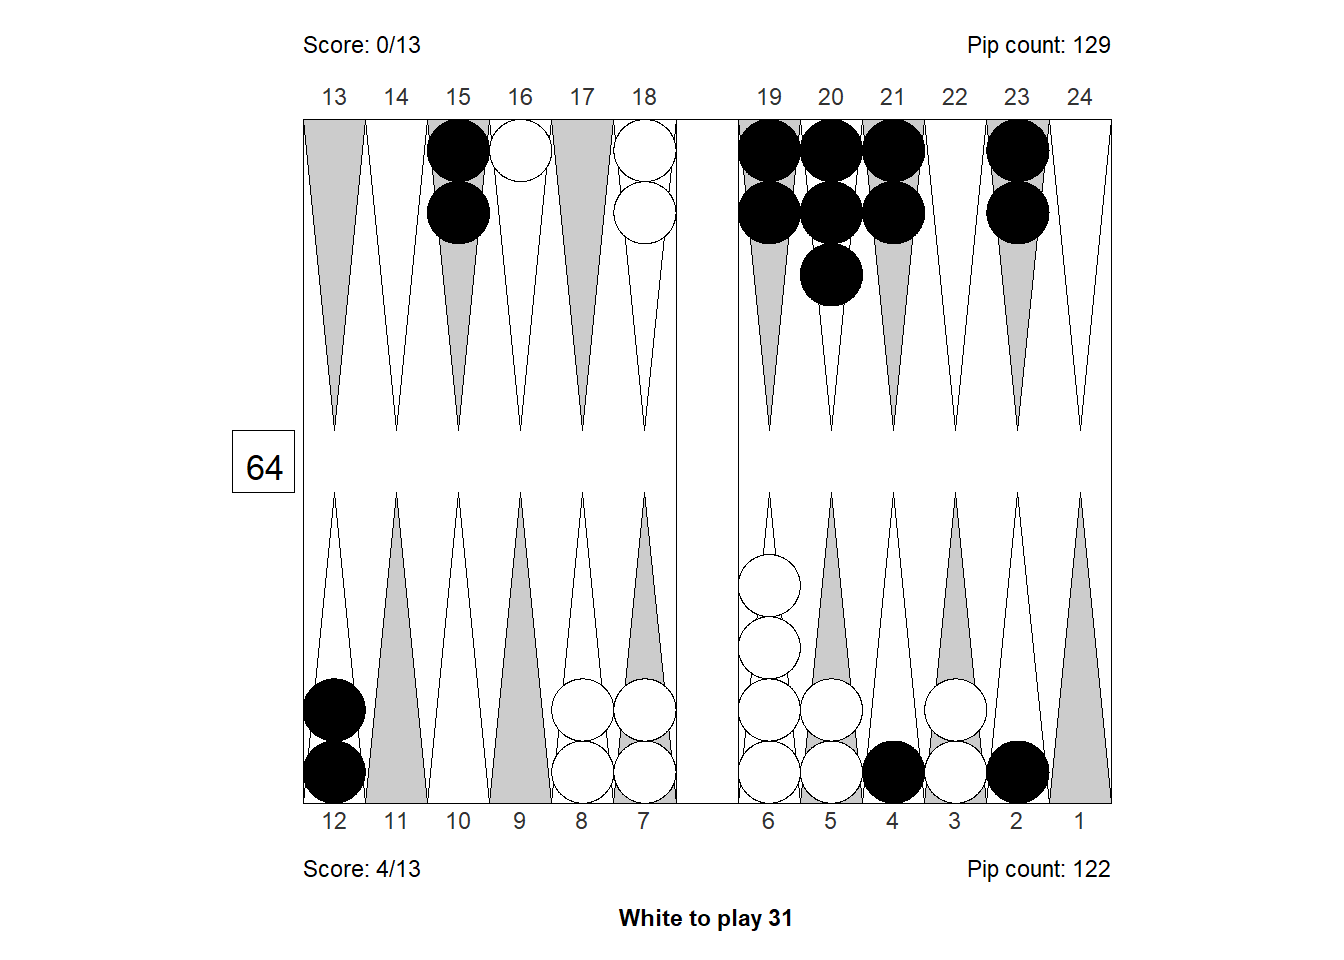 Score: 0/13 Pip count: 129
13 14 15 16 17 18 19 20 21 22 23 24
64
12 11 10 9 8 7 6 5 4 3 2 1
Score: 4/13 Pip count: 122
White to play 31